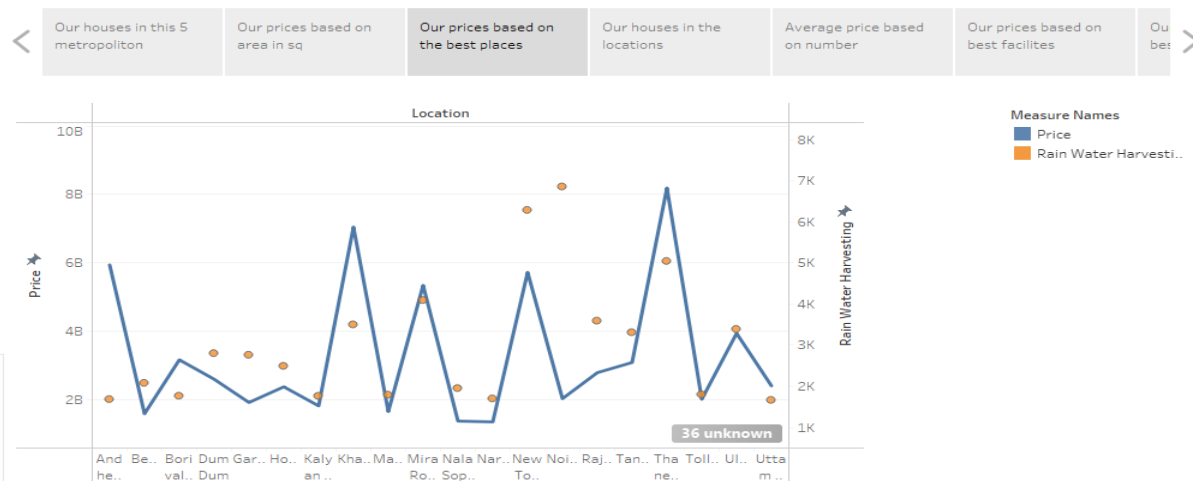 Our houses in this 5
metropoliton
Our prices based on
area in sq
Our prices based on
the best places
Our houses in the
locations
Average price based
on number
Our prices based on
best facilites
Ou
bes
Location
Measure Names
Price
Rain Water Harvesti..
10B
8B
6B
4B
2B
Price
8K
7K
6K
5K
4K
3K
2K
1K
Rain Water Harvesting
36 unknown
And Be.. Bori Dum Gar.. Ho.. Kaly Kha.. Ma.. Mira Nala Nar.. New Noi.. Raj.. Tan.. Tha Toll.. Ul.. Utta
he.. val.. Dum an .. Ro.. Sop.. To.. ne.. m ..